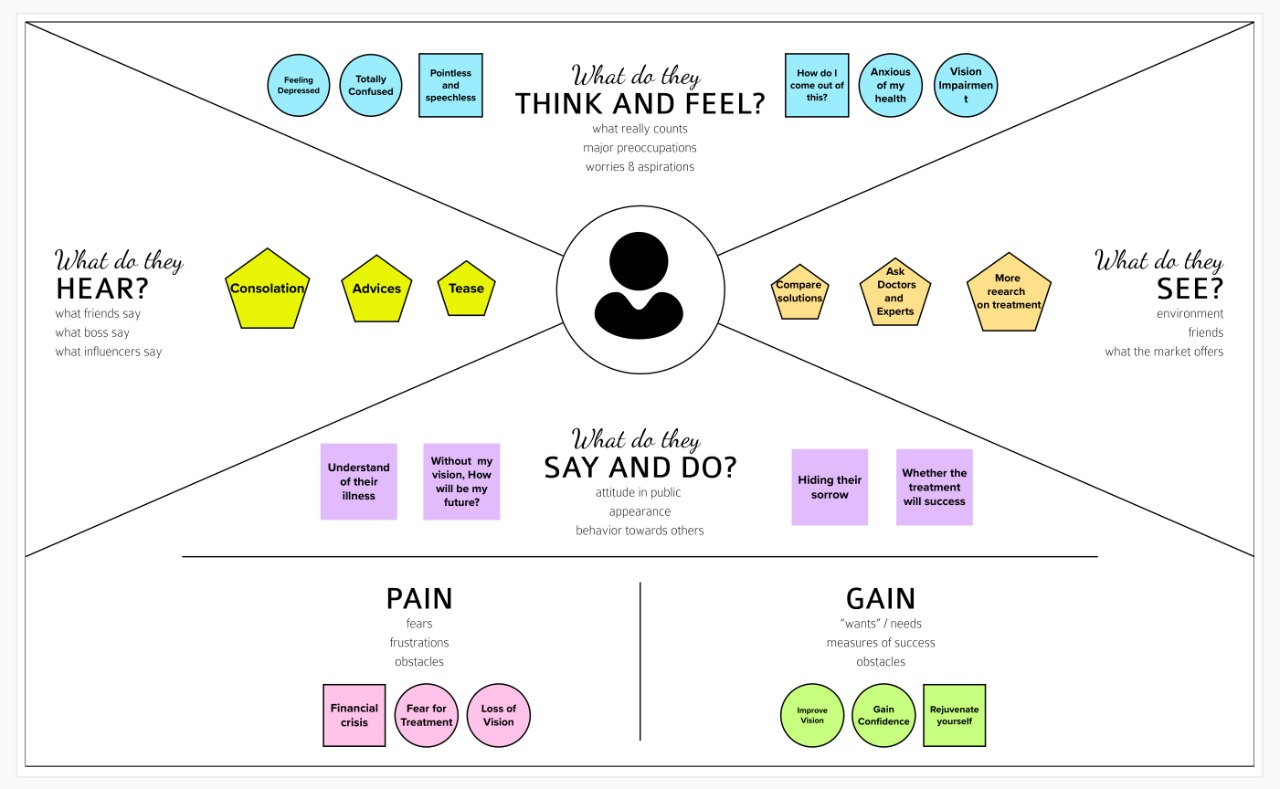 Feeling
Depressed
Totally
Confused
Pointless
and
speechless
What do they
THINK AND FEEL?
what really counts
major preoccupations
worries & aspirations
How do I
come out of
this?
Anxious
of my
health
Vision
Impairmen
t
What do they
HEAR?
what friends say
what boss say
what influencers say
Consolation
Advices
Tease
Compare
solutions
Ask
Doctors
and
Experts
More
reearch
on treatment
What do they
SEE?
environment
friends
what the market offers
Understand
of their
illness
Without my
vision, How
will be my
future?
What do they
SAY AND DO?
attitude in public
appearance
behavior towards others
Hiding their
sorrow
Whether the
treatment
will success
PAIN
fears
frustrations
obstacles
Financial
crisis
Fear for
Treatment
Loss of
Vision
GAIN
"wants" / needs
measures of success
obstacles
Improve
Vision
Gain
Confidence
Rejuvenate
yourself